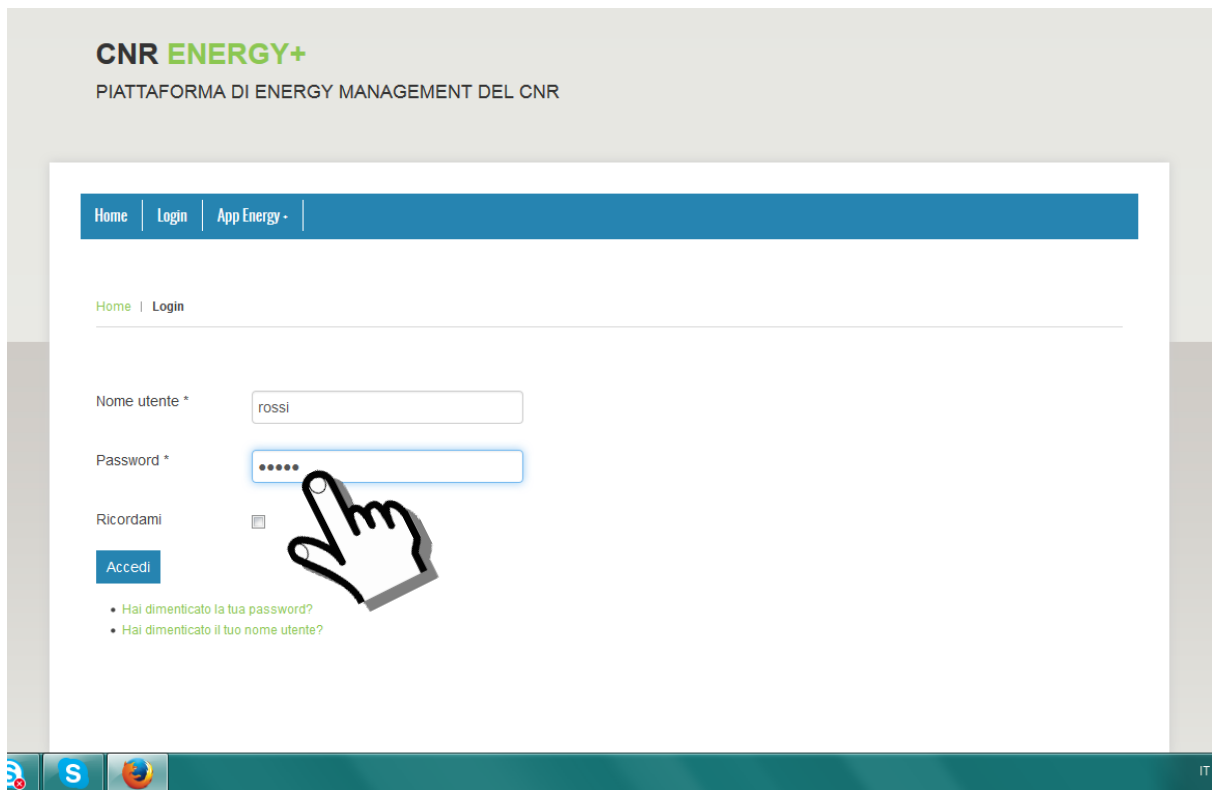 CNR ENERGY+
PIATTAFORMA DI ENERGY MANAGEMENT DEL CNR
Home Login App Energy
Home | Login
Nome utente * rossi
Password * •••••
Ricordami
Accedi
• Hai dimenticato la tua password?
• Hai dimenticato il tuo nome utente?
S S IT